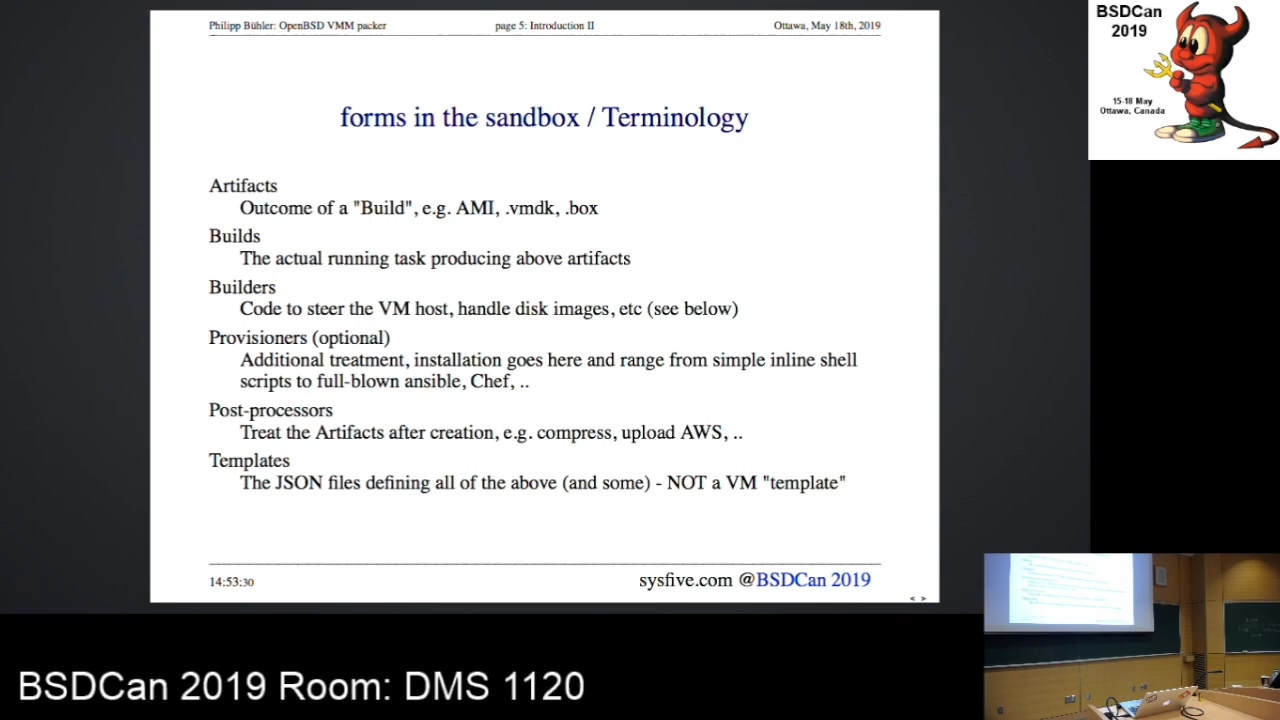 Philipp Bühler: OpenBSD VMM packer
page 5: Introduction II
Ottawa, May 18th, 2019
forms in the sandbox / Terminology
Artifacts
Outcome of a "Build", e.g. AMI, .vmdk, .box
Builds
The actual running task producing above artifacts
Builders
Code to steer the VM host, handle disk images, etc (see below)
Provisioners (optional)
Additional treatment, installation goes here and range from simple inline shell
scripts to full-blown ansible, Chef, ..
Post-processors
Treat the Artifacts after creation, e.g. compress, upload AWS, ..
Templates
The JSON files defining all of the above (and some) - NOT a VM "template"
14:53:30
sysfive.com @BSDCan 2019
< >
BSDCan
2019
15-18 May
Ottawa, Canada
BSDCan 2019 Room: DMS 1120